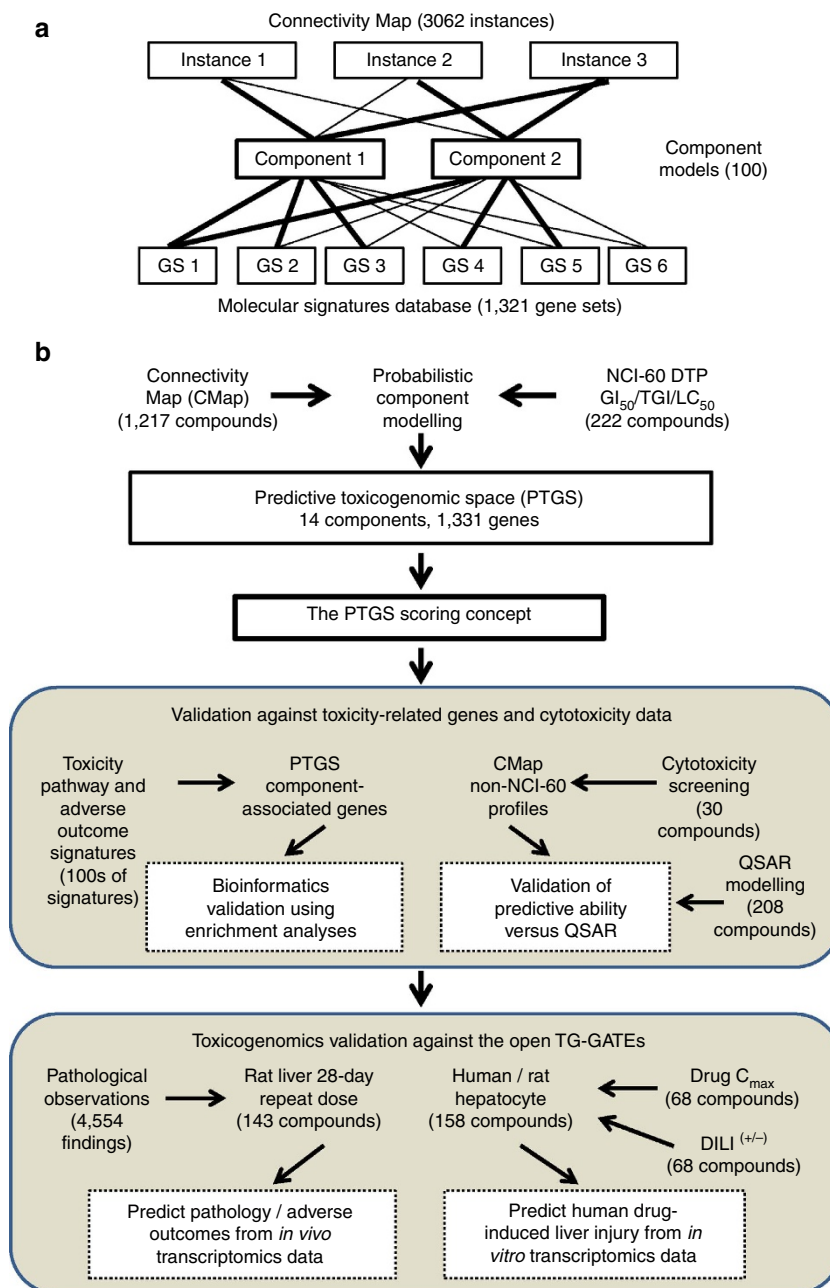 a
Connectivity Map (3062 instances)
Instance 1
Instance 2
Instance 3
Component 1
Component 2
Component
models (100)
GS 1
GS 2
GS 3
GS 4
GS 5
GS 6
Molecular signatures database (1,321 gene sets)
b
Connectivity
Map (CMap)
(1,217 compounds)
Probabilistic
component
modelling
NCI-60 DTP
GI50/TGI/LC50
(222 compounds)
Predictive toxicogenomic space (PTGS)
14 components, 1,331 genes
The PTGS scoring concept
Validation against toxicity-related genes and cytotoxicity data
Toxicity
pathway and
adverse
outcome
signatures
(100s of
signatures)
PTGS
component-
associated genes
CMap
non-NCI-60
profiles
Cytotoxicity
screening
(30
compounds)
Bioinformatics
validation using
enrichment analyses
Validation of
predictive ability
versus QSAR
QSAR
modelling
(208
compounds)
Toxicogenomics validation against the open TG-GATEs
Pathological
observations
(4,554
findings)
Rat liver 28-day
repeat dose
(143 compounds)
Human / rat
hepatocyte
(158 compounds)
Drug Cmax
(68 compounds)
DILI (+/–)
(68 compounds)
Predict pathology / adverse
outcomes from in vivo
transcriptomics data
Predict human drug-
induced liver injury from in
vitro transcriptomics data